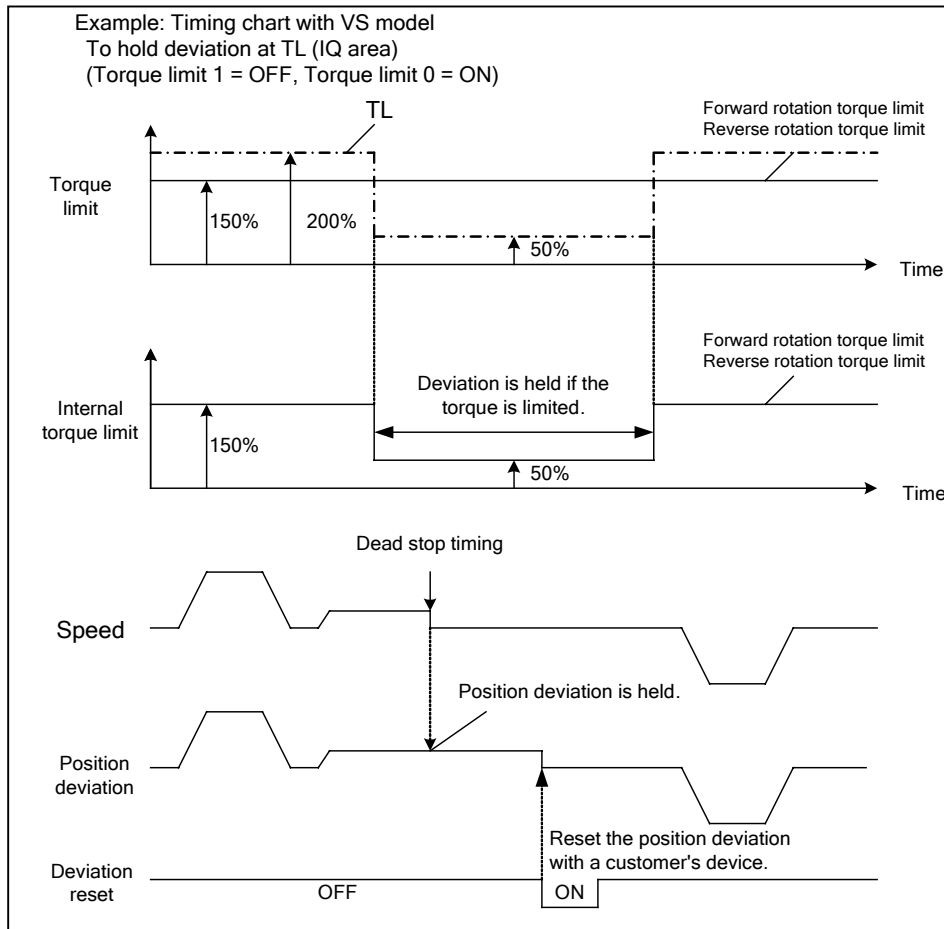 Example: Timing chart with VS model
To hold deviation at TL (IQ area)
(Torque limit 1 = OFF, Torque limit 0 = ON)
TL
Forward rotation torque limit
Reverse rotation torque limit
Torque
limit
150%
200%
50%
Time
Forward rotation torque limit
Reverse rotation torque limit
Deviation is held if the
torque is limited.
Internal
torque limit
150%
50%
Time
Dead stop timing
Speed
Position deviation is held.
Position
deviation
Reset the position deviation
with a customer's device.
Deviation
reset
OFF
ON